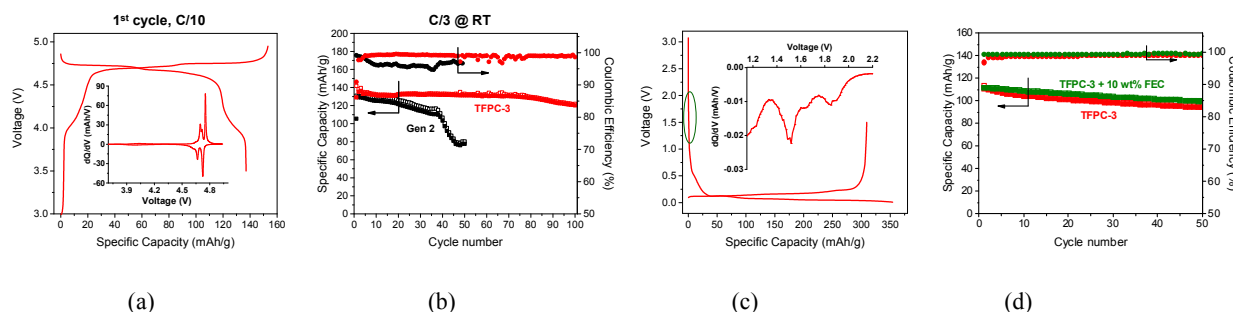 1st cycle, C/10
5.0
4.5
4.0
3.5
3.0
Voltage (V)
0 20 40 60 80 100 120 140 160
Specific Capacity (mAh/g)
90
60
30
0
-30
-60
dQ/dV (mAh/V)
3.6 4.0 4.4 4.8
Voltage (V)
(a)
C/3 @ RT
200
180
160
140
120
100
80
60
40
20
0
Specific Capacity (mAh/g)
100
90
80
70
60
50
Coulombic Efficiency (%)
Gen 2
TFPC-3
0 10 20 30 40 50 60 70 80 90 100
Cycle number
(b)
3.0
2.5
2.0
1.5
1.0
0.5
0.0
Voltage (V)
0 50 100 150 200 250 300 350
Specific Capacity (mAh/g)
Voltage (V)
1.2 1.4 1.6 1.8 2.0 2.2
0.00
-0.01
-0.02
-0.03
dQ/dV (mAh/V)
(c)
160
140
120
100
80
60
40
20
0
Specific Capacity (mAh/g)
100
90
80
70
60
50
Coulombic Efficiency (%)
TFPC-3 + 10 wt% FEC
TFPC-3
0 10 20 30 40 50
Cycle number
(d)